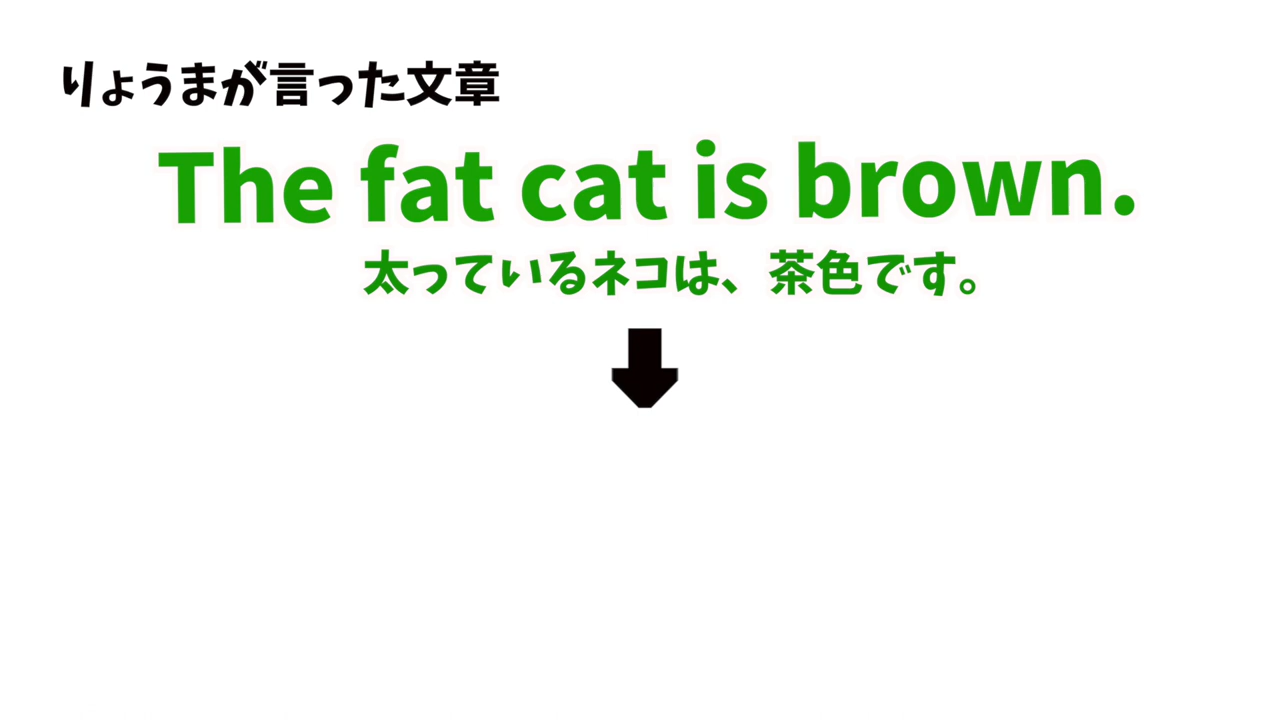 りょうまが言った文章
The fat cat is brown.
太っているネコは、茶色です。